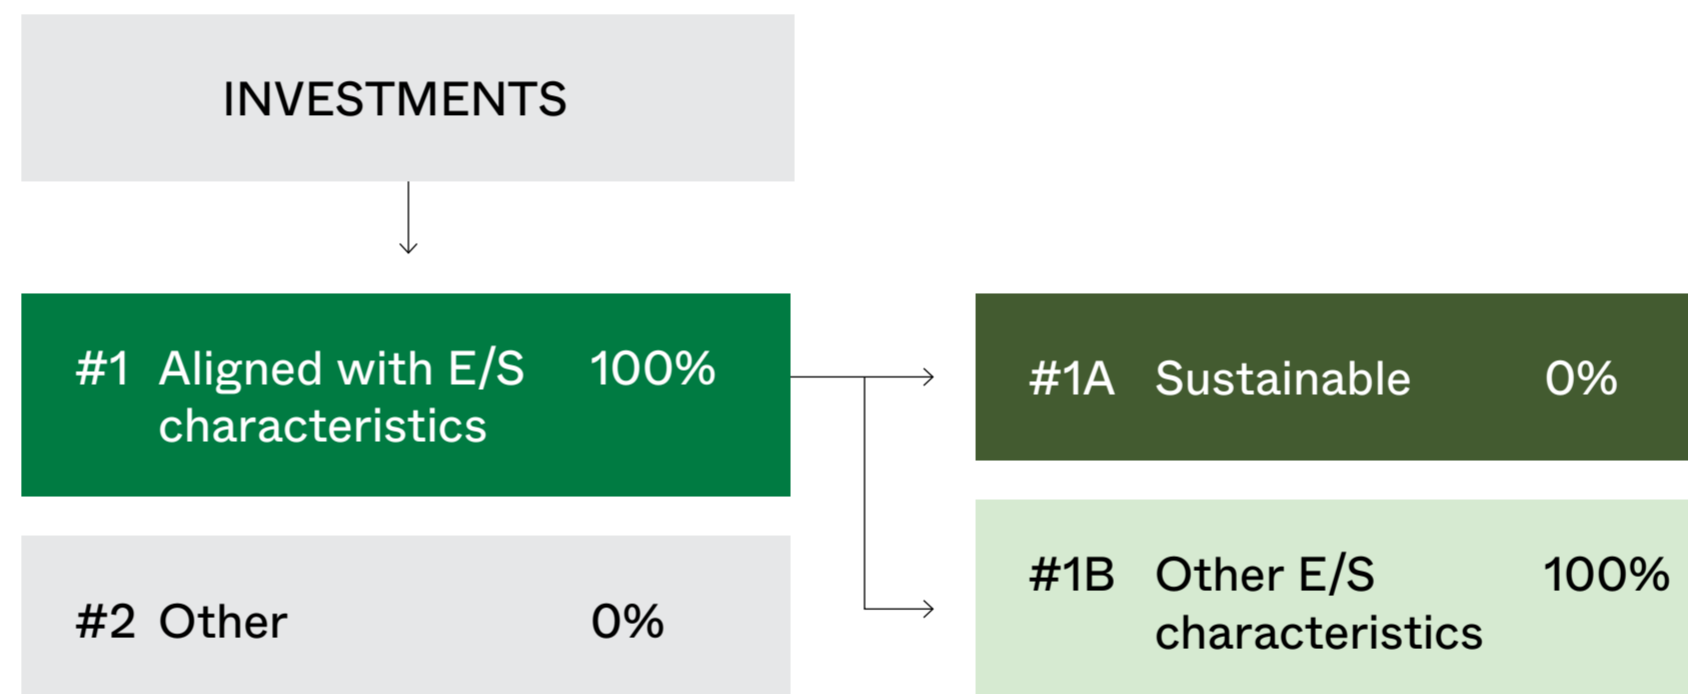 INVESTMENTS
#1 Aligned with E/S 100%
characteristics
#2 Other 0%
#1A Sustainable 0%
#1B Other E/S 100%
characteristics